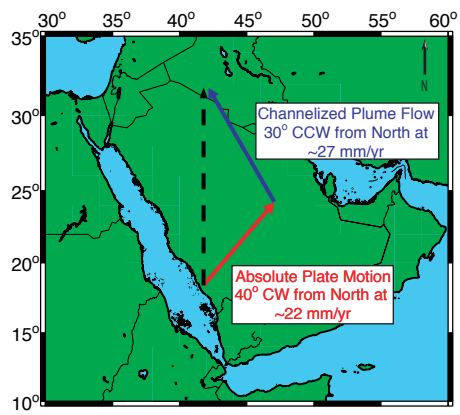 30° 35° 40° 45° 50° 55° 60°
35°
N
30°
Channelized Plume Flow
30° CCW from North at
~27 mm/yr
25°
20°
Absolute Plate Motion
40° CW from North at
~22 mm/yr
15°
10°